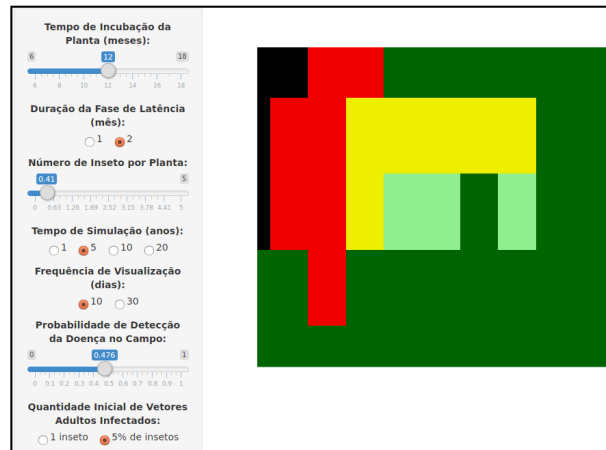 Tempo de Incubação da
Planta (meses):
6 12 18
6 8 10 12 14 16 18
Duração da Fase de Latência
(mês):
1 2
Número de Inseto por Planta:
0.41 5
0 0.63 1.26 1.89 2.52 3.15 3.78 4.41 5
Tempo de Simulação (anos):
1 5 10 20
Frequência de Visualização
(dias):
10 30
Probabilidade de Detecção
da Doença no Campo:
0 0.476 1
0 0.1 0.2 0.3 0.4 0.5 0.6 0.7 0.8 0.9 1
Quantidade Inicial de Vetores
Adultos Infectados:
1 inseto 5% de insetos